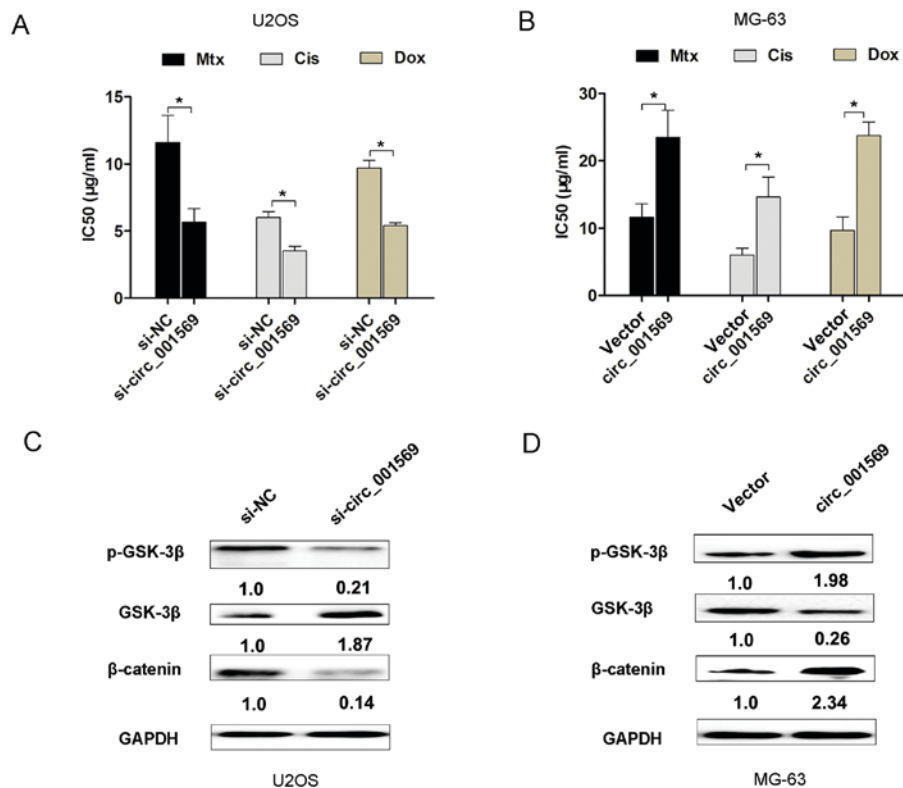 A
U2OS
Mtx Cis Dox
IC50 (µg/ml)
15
10
5
0
*
*
*
si-NC
si-circ_001569
si-NC
si-circ_001569
si-NC
si-circ_001569
B
MG-63
Mtx Cis Dox
IC50 (µg/ml)
30
20
10
0
*
*
*
Vector
circ_001569
Vector
circ_001569
Vector
circ_001569
C
si-NC si-circ_001569
p-GSK-3β
1.0 0.21
GSK-3β
1.0 1.87
β-catenin
1.0 0.14
GAPDH
U2OS
D
Vector circ_001569
p-GSK-3β
1.0 1.98
GSK-3β
1.0 0.26
β-catenin
1.0 2.34
GAPDH
MG-63